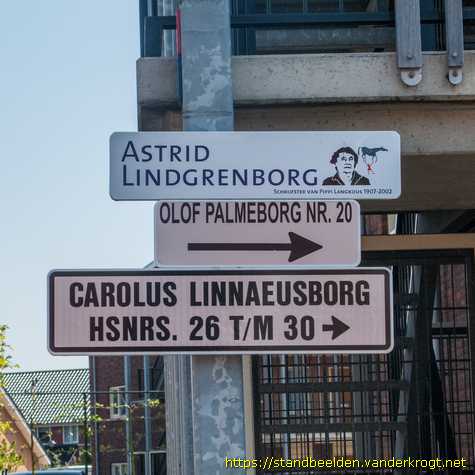 ASTRID
LINDGRENBORG
SCHRIJFSTER VAN PIPPI LANGKOUS 1907-2002
OLOF PALMEBORG NR. 20
CAROLUS LINNAEUSBORG
HSNRS. 26 T/M 30
https://standbeelden.vanderkrogt.net